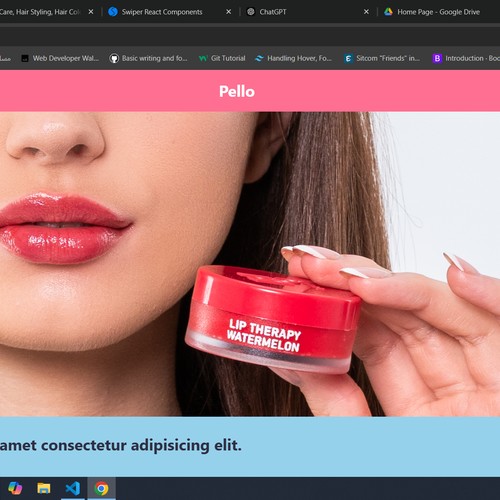 Care, Hair Styling, Hair Col
Swiper React Components
ChatGPT
Home Page - Google Drive
Web Developer Wal...
Basic writing and fo...
Git Tutorial
Handling Hover, Fo...
Sitcom "Friends" in...
Introduction · Boo
Pello
LIP THERAPY
WATERMELON
amet consectetur adipisicing elit.